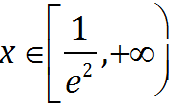 x ∈ [1/e², +∞)